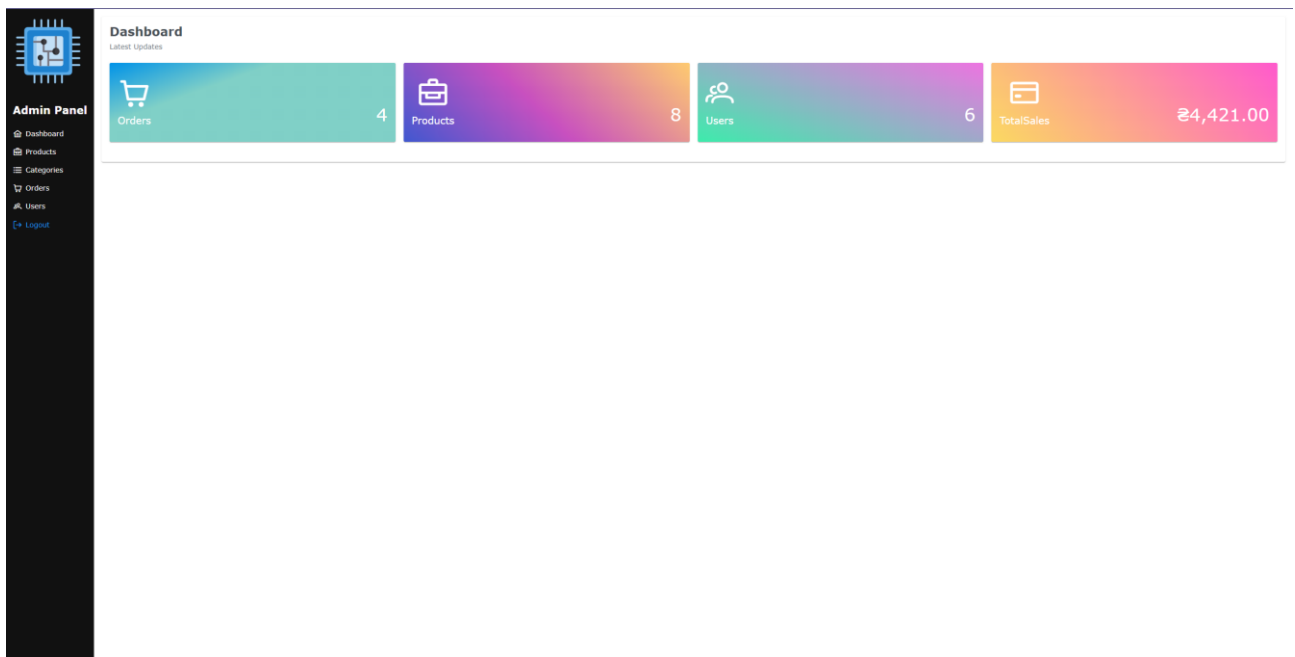 Admin Panel
Dashboard
Products
Categories
Orders
Users
Logout
Dashboard
Latest Updates
Orders
4
Products
8
Users
6
TotalSales
₴4,421.00